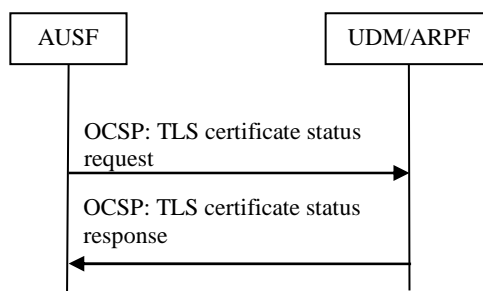 AUSF
UDM/ARPF
OCSP: TLS certificate status
request
OCSP: TLS certificate status
response